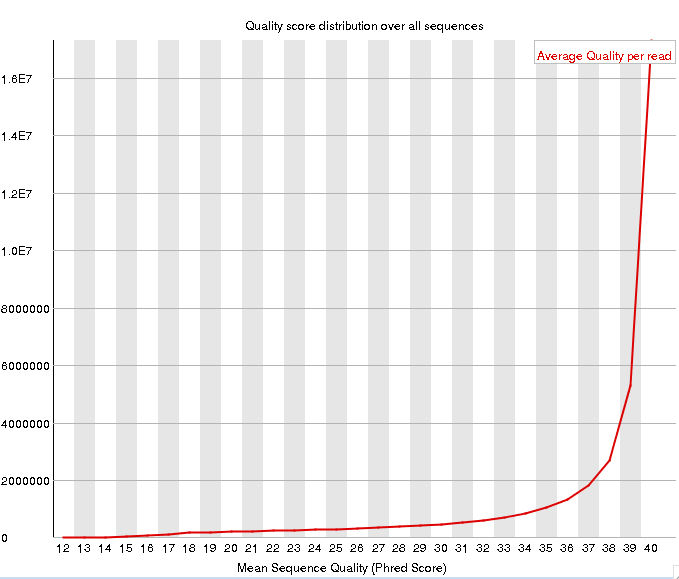 Quality score distribution over all sequences
Average Quality per read
1.6E7
1.4E7
1.2E7
1.0E7
8000000
6000000
4000000
2000000
0
12 13 14 15 16 17 18 19 20 21 22 23 24 25 26 27 28 29 30 31 32 33 34 35 36 37 38 39 40
Mean Sequence Quality (Phred Score)